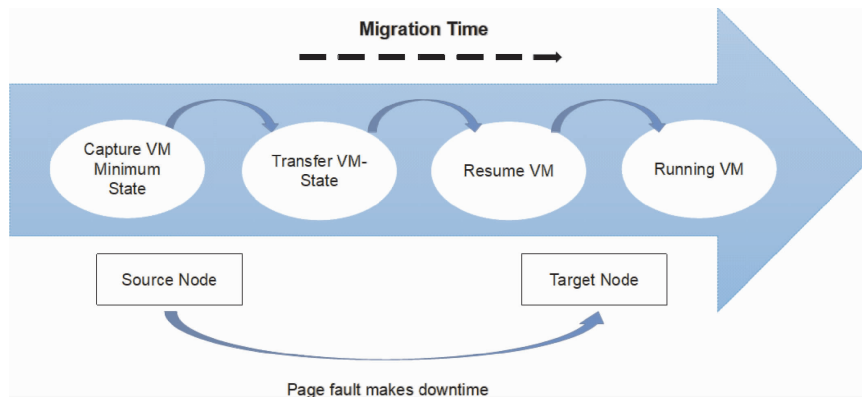 Migration Time
Capture VM
Minimum
State
Transfer VM-
State
Resume VM
Running VM
Source Node
Target Node
Page fault makes downtime